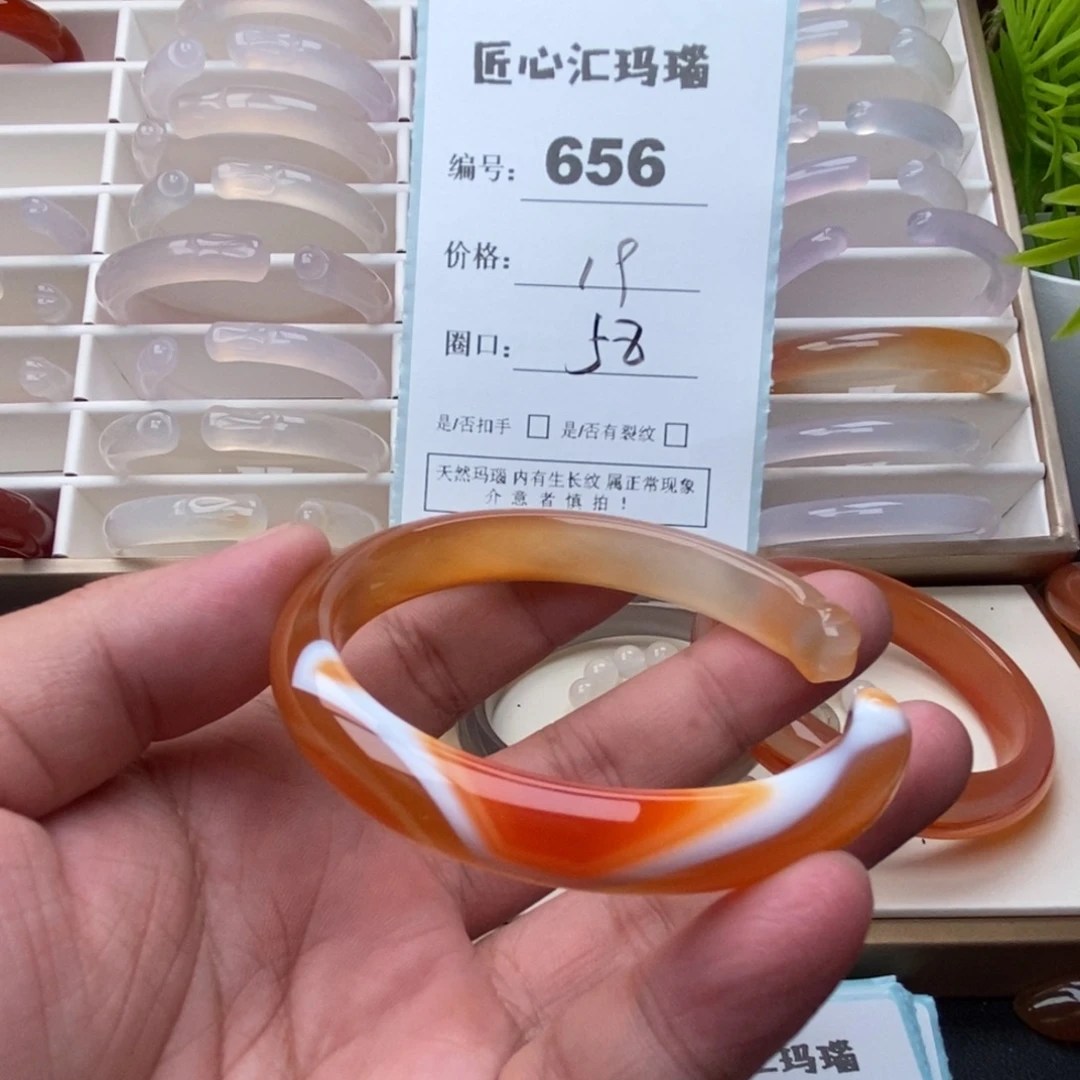 匠心汇玛瑙
编号: 656
价格: 19
圈口: 58
是/否扣手 □ 是/否有裂纹 □
天然玛瑙 内有生长纹 属正常现象
介意者慎拍!
汇玛瑙